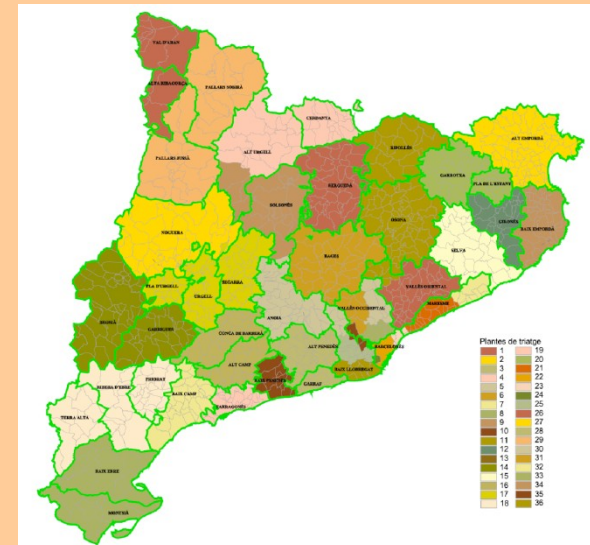 VAL D'ARAN
ALTA RIBAGORÇA
PALLARS SOBIRÀ
CERDANYA
ALT URGELL
PALLARS JUSSÀ
RIPOLLÈS
ALT EMPORDÀ
GARROTXA
PLA DE L'ESTANY
BERGUEDÀ
SOLSONÈS
OSONA
GIRONÈS
BAIX EMPORDÀ
NOGUERA
SELVA
BAGES
SEGARRA
PLA D'URGELL
URGELL
VALLÈS ORIENTAL
SEGRIÀ
GARRIGUES
ANOIA
VALLÈS OCCIDENTAL
MARESME
CONCA DE BARBERÀ
ALT PENEDÈS
BARCELONÈS
ALT CAMP
BAIX LLOBREGAT
PRIORAT
RIBERA D'EBRE
BAIX PENEDÈS
GARRAF
BAIX CAMP
TARRAGONÈS
TERRA ALTA
BAIX EBRE
MONTSIÀ
Plantes de triatge
1 19
2 20
3 21
4 22
5 23
6 24
7 25
8 26
9 27
10 28
11 29
12 30
13 31
14 32
15 33
16 34
17 35
18 36